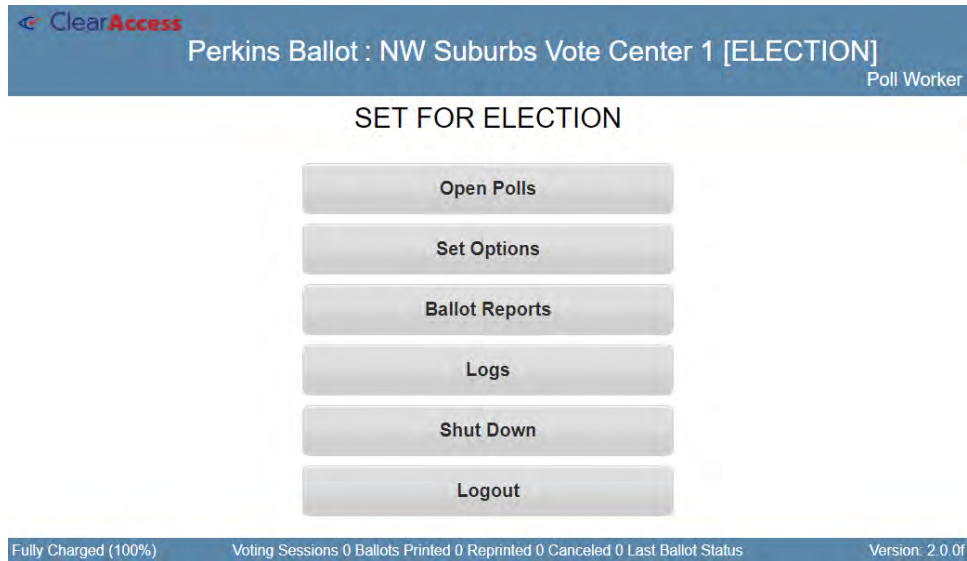 ClearAccess
Perkins Ballot : NW Suburbs Vote Center 1 [ELECTION]
Poll Worker
SET FOR ELECTION
Open Polls
Set Options
Ballot Reports
Logs
Shut Down
Logout
Fully Charged (100%) Voting Sessions 0 Ballots Printed 0 Reprinted 0 Canceled 0 Last Ballot Status Version: 2.0.0f